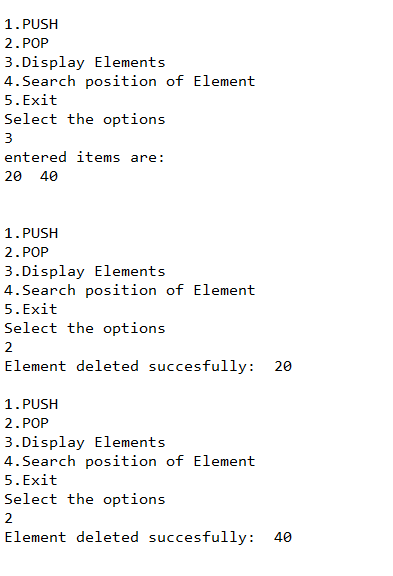 1.PUSH
2.POP
3.Display Elements
4.Search position of Element
5.Exit
Select the options
3
entered items are:
20  40
1.PUSH
2.POP
3.Display Elements
4.Search position of Element
5.Exit
Select the options
2
Element deleted succesfully:  20
1.PUSH
2.POP
3.Display Elements
4.Search position of Element
5.Exit
Select the options
2
Element deleted succesfully:  40